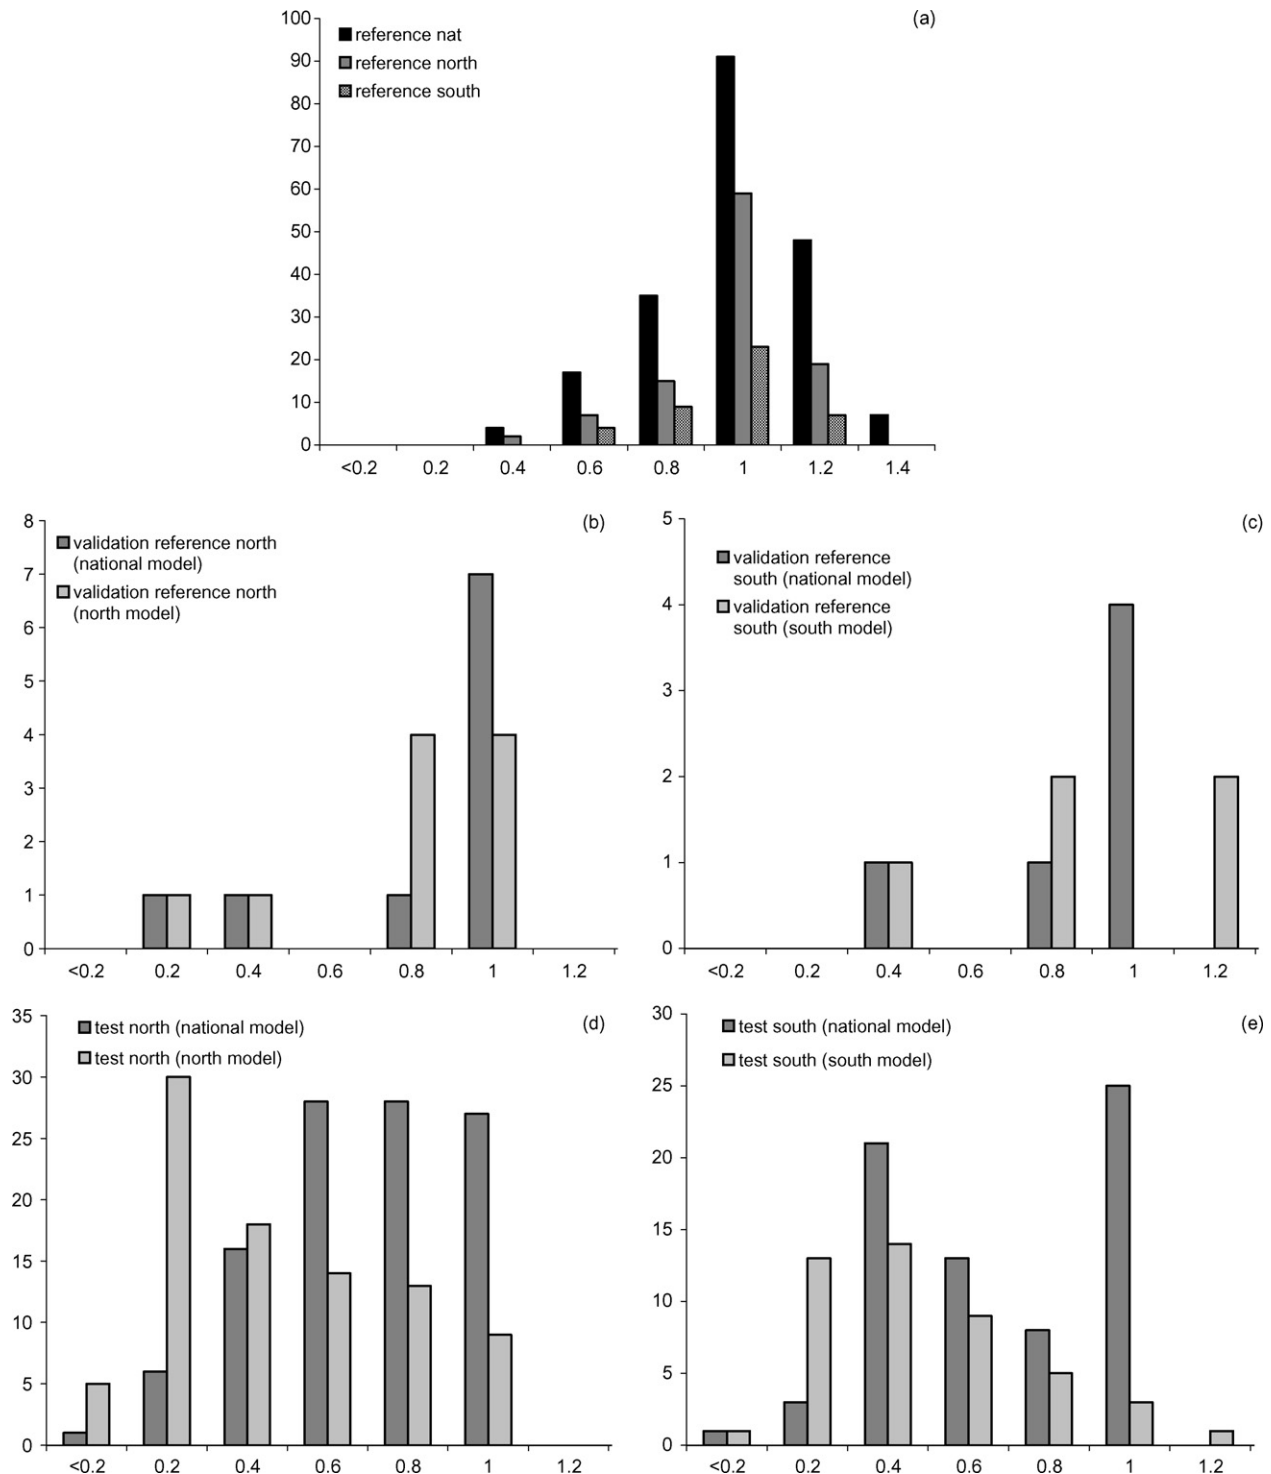 (a)
reference nat
reference north
reference south
100
90
80
70
60
50
40
30
20
10
0
<0.2 0.2 0.4 0.6 0.8 1 1.2 1.4
(b)
validation reference north
(national model)
validation reference north
(north model)
8
7
6
5
4
3
2
1
0
<0.2 0.2 0.4 0.6 0.8 1 1.2
(c)
validation reference
south (national model)
validation reference
south (south model)
5
4
3
2
1
0
<0.2 0.2 0.4 0.6 0.8 1 1.2
(d)
test north (national model)
test north (north model)
35
30
25
20
15
10
5
0
<0.2 0.2 0.4 0.6 0.8 1 1.2
(e)
test south (national model)
test south (south model)
30
25
20
15
10
5
0
<0.2 0.2 0.4 0.6 0.8 1 1.2